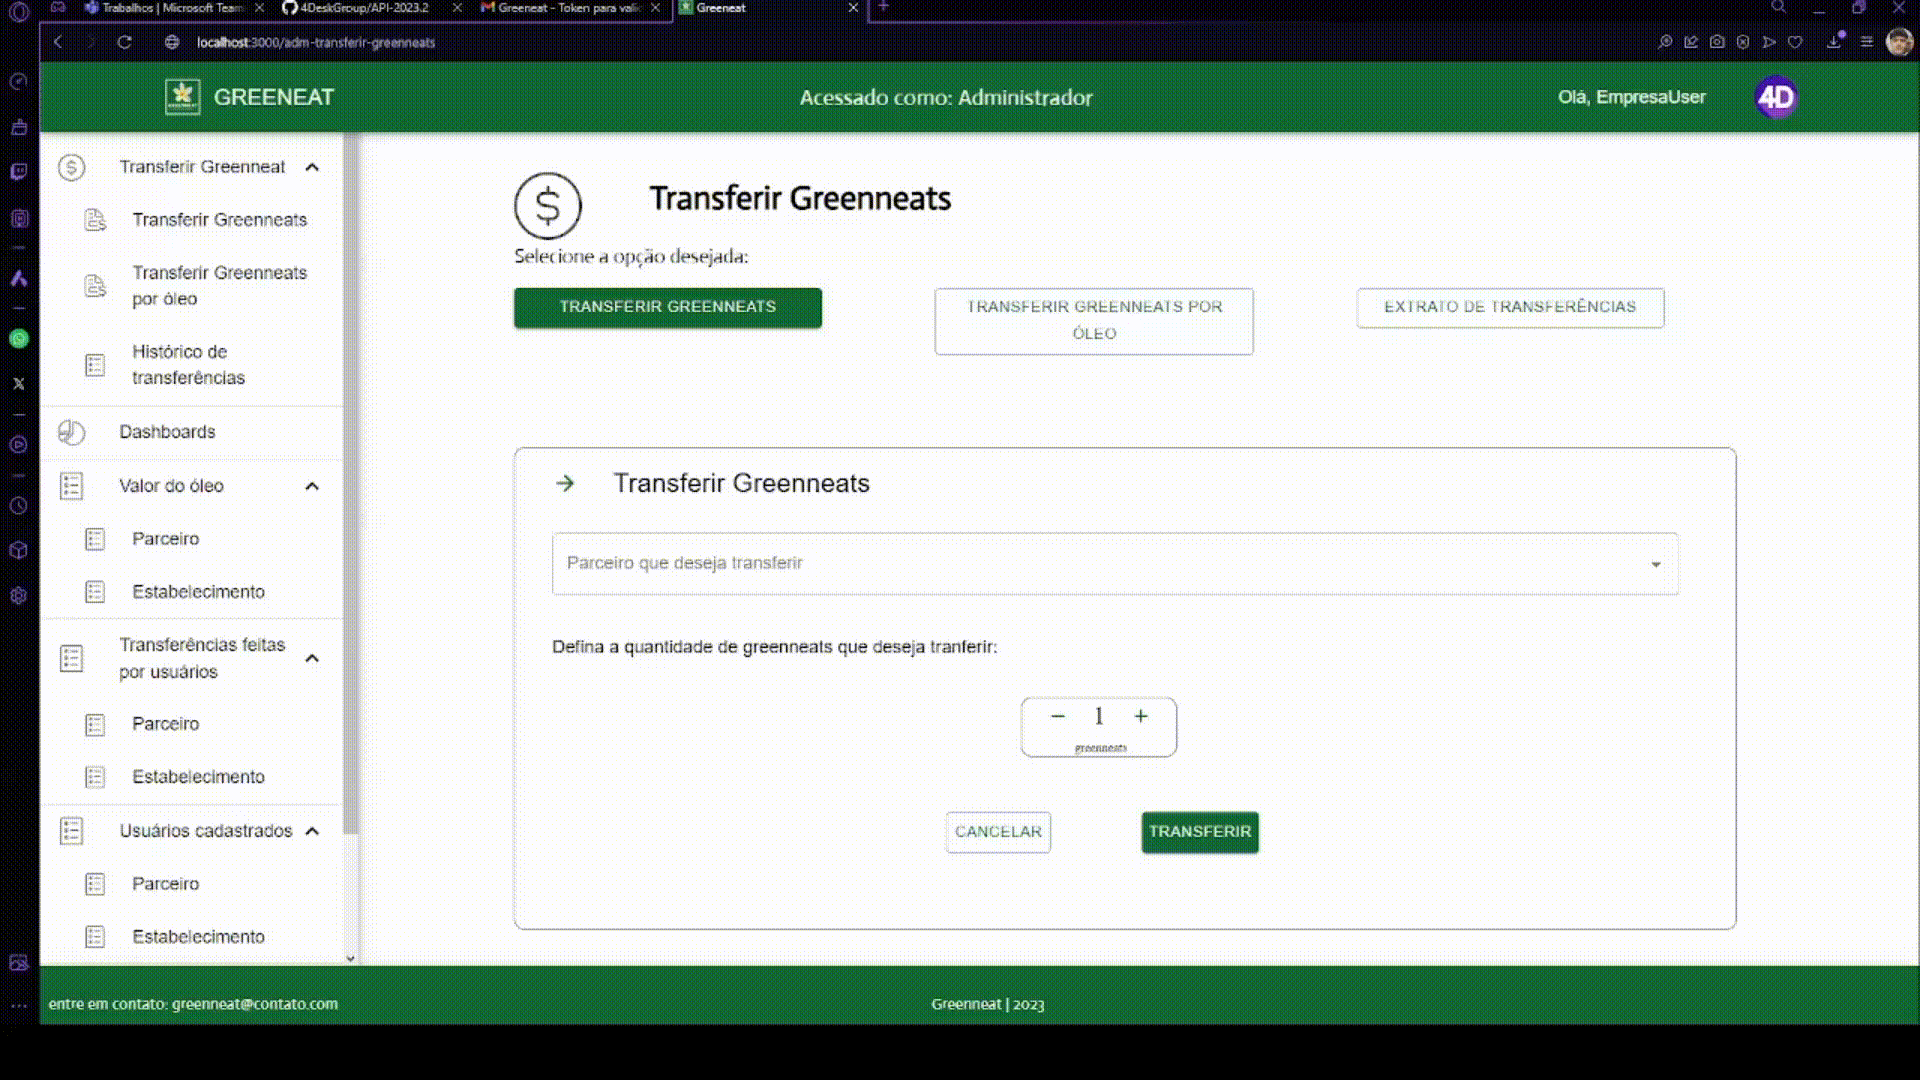 Trabalhos | Microsoft Team
4DeskGroup/API-2023.2
Greeneat - Token para valid
Greeneat
localhost:3000/adm-transferir-greenneats
GREENEAT
Acessado como: Administrador
Olá, EmpresaUser
4D
Transferir Greenneat
Transferir Greenneats
Transferir Greenneats
por óleo
Histórico de
transferências
Dashboards
Valor do óleo
Parceiro
Estabelecimento
Transferências feitas
por usuários
Parceiro
Estabelecimento
Usuários cadastrados
Parceiro
Estabelecimento
Transferir Greenneats
Selecione a opção desejada:
TRANSFERIR GREENNEATS
TRANSFERIR GREENNEATS POR
ÓLEO
EXTRATO DE TRANSFERÊNCIAS
Transferir Greenneats
Parceiro que deseja transferir
Defina a quantidade de greenneats que deseja tranferir:
− 1 +
greenneats
CANCELAR
TRANSFERIR
entre em contato: greenneat@contato.com
Greenneat | 2023